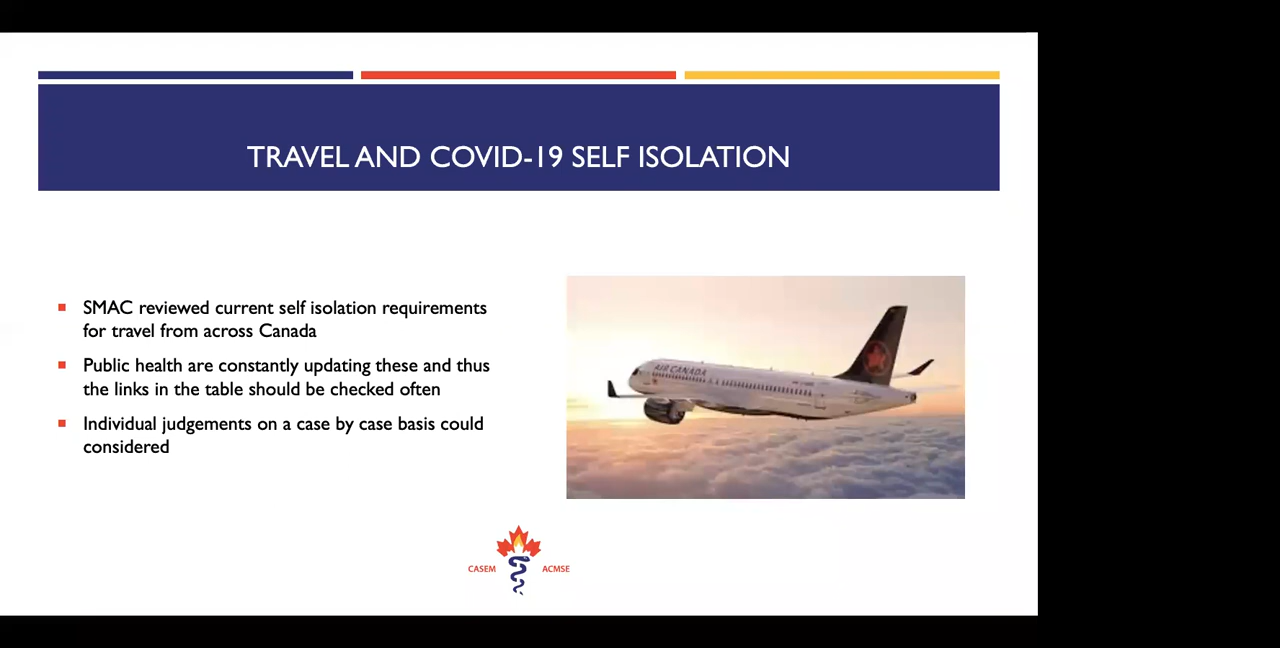 TRAVEL AND COVID-19 SELF ISOLATION
SMAC reviewed current self isolation requirements
for travel from across Canada
Public health are constantly updating these and thus
the links in the table should be checked often
Individual judgements on a case by case basis could
considered
AIR CANADA
CASEM ACMSE